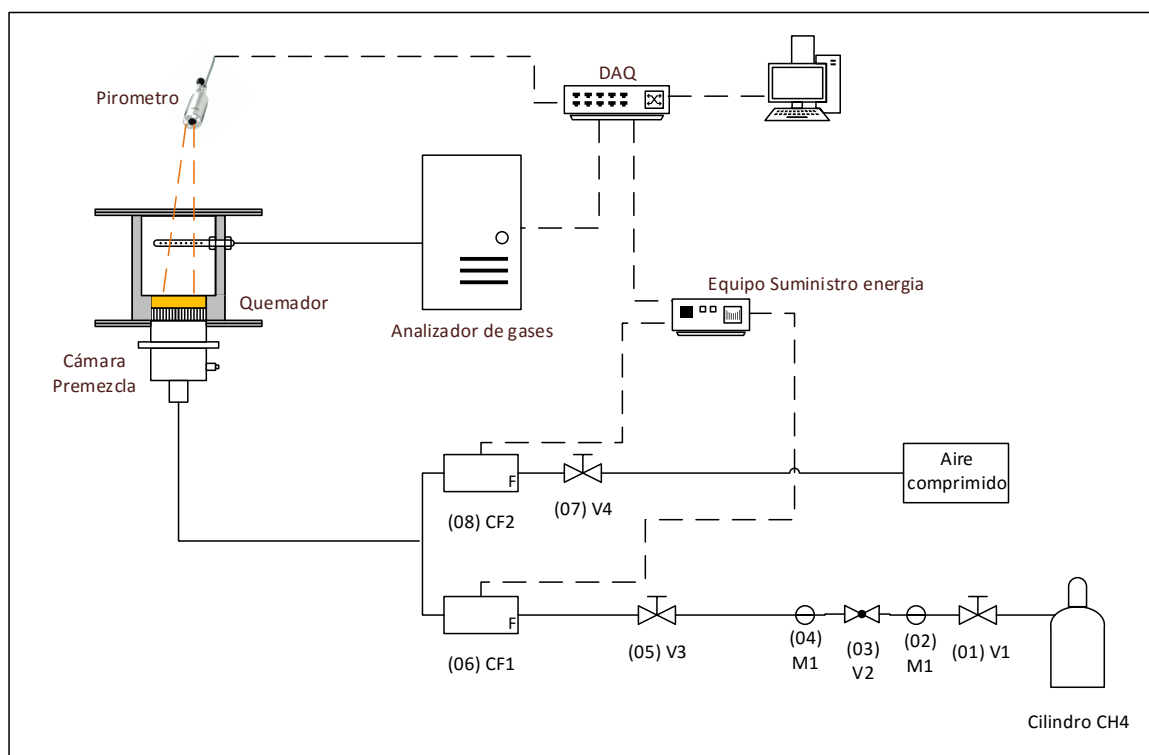 DAQ
Pirometro
Equipo Suministro energia
Quemador
Analizador de gases
Cámara
Premezcla
Aire
comprimido
F
(07) V4
(08) CF2
F
(04)
M1
(03)
V2
(02)
M1
(01) V1
(05) V3
(06) CF1
Cilindro CH4